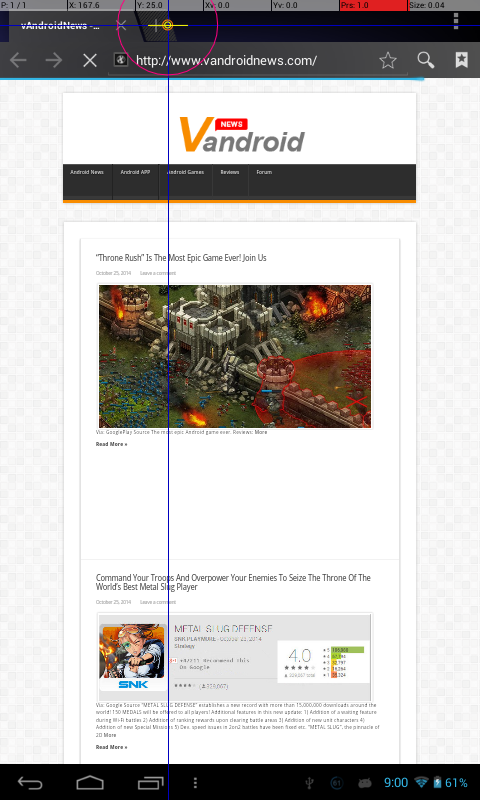 P: 1 / 1 X: 167.6 Y: 25.0 Xv: 0.0 Yv: 0.0 Prs: 1.0 Size: 0.04
vAndroidNews -...
http://www.vandroidnews.com/
NEWS
Vandroid
Android News Android APP Android Games Reviews Forum
"Throne Rush" Is The Most Epic Game Ever! Join Us
October 25, 2014 Leave a comment
Via: GooglePlay Source The most epic Android game ever. Reviews: More
Read More »
Command Your Troops And Overpower Your Enemies To Seize The Throne Of The
World's Best Metal Slug Player
October 25, 2014 Leave a comment
METAL SLUG DEFENSE
SNK PLAYMORE - October 22, 2014
Strategy
Recommend this
On Google
SNK
4.0
Via: Google Source "METAL SLUG DEFENSE" establishes a new record with more than 15,000,000 downloads around the
world! 150 MEDALS will be offered to all players! Additional features in this new update: 1) Addition of a waiting feature
during Wi-Fi battles 2) Addition of ranking rewards upon clearing battle areas 3) Addition of new unit characters 4)
Addition of new Special Missions 5) Dev. speed issues in 2on2 battles have been fixed etc. "METAL SLUG", the pinnacle of
2D More
Read More »
9:00 61%